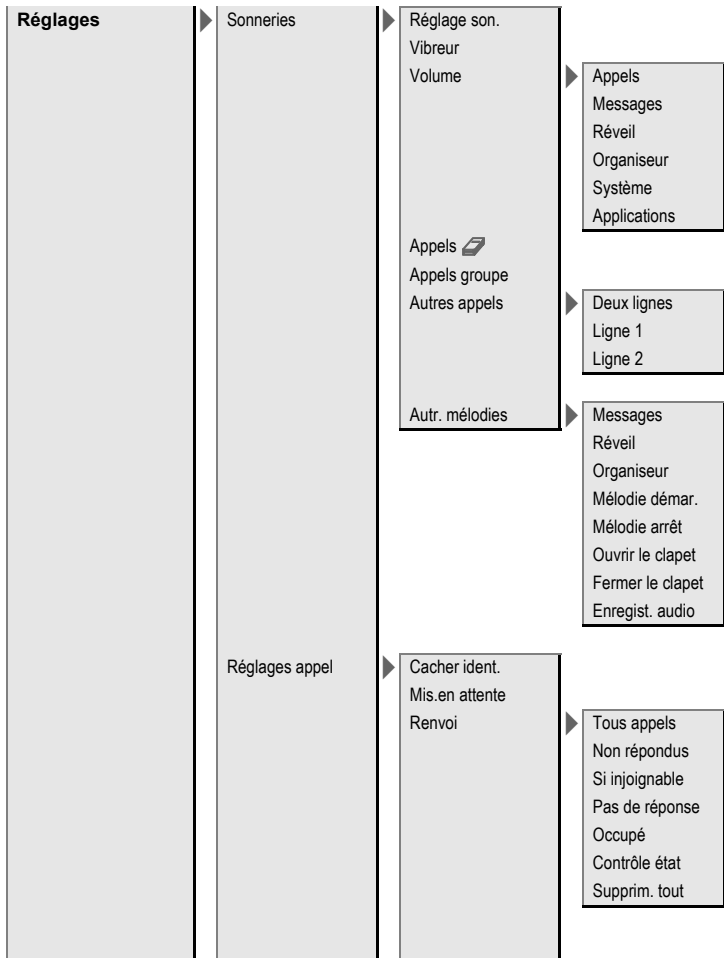 Réglages
Sonneries
Réglage son.
Vibreur
Volume
Appels
Messages
Réveil
Organiseur
Système
Applications
Appels
Appels groupe
Autres appels
Deux lignes
Ligne 1
Ligne 2
Autr. mélodies
Messages
Réveil
Organiseur
Mélodie démar.
Mélodie arrêt
Ouvrir le clapet
Fermer le clapet
Enregist. audio
Réglages appel
Cacher ident.
Mis.en attente
Renvoi
Tous appels
Non répondus
Si injoignable
Pas de réponse
Occupé
Contrôle état
Supprim. tout